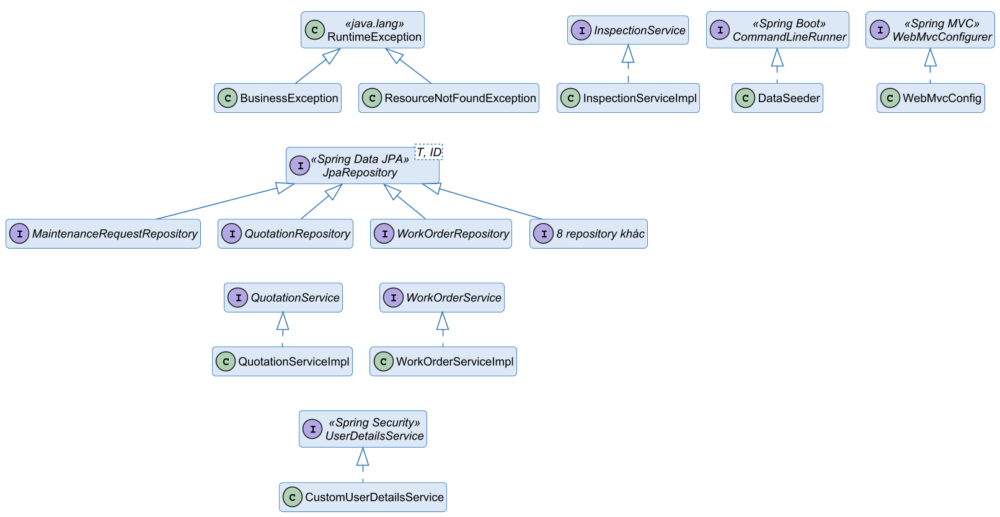 C
«java.lang»
RuntimeException
I
InspectionService
I
«Spring Boot»
CommandLineRunner
I
«Spring MVC»
WebMvcConfigurer
C
BusinessException
C
ResourceNotFoundException
C
InspectionServiceImpl
C
DataSeeder
C
WebMvcConfig
T, ID
I
«Spring Data JPA»
JpaRepository
I
MaintenanceRequestRepository
I
QuotationRepository
I
WorkOrderRepository
I
8 repository khác
I
QuotationService
I
WorkOrderService
C
QuotationServiceImpl
C
WorkOrderServiceImpl
I
«Spring Security»
UserDetailsService
C
CustomUserDetailsService